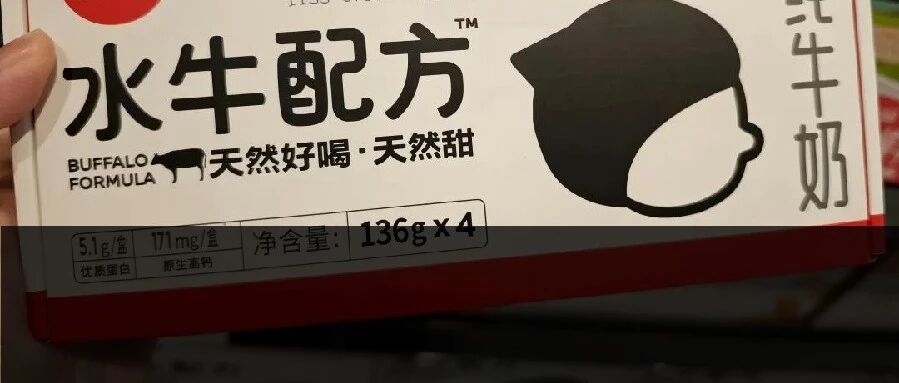 水牛配方™
BUFFALO
FORMULA
天然好喝·天然甜
5.1g/盒
优质蛋白
171mg/盒
原生高钙
净含量:
136g×4
牛奶